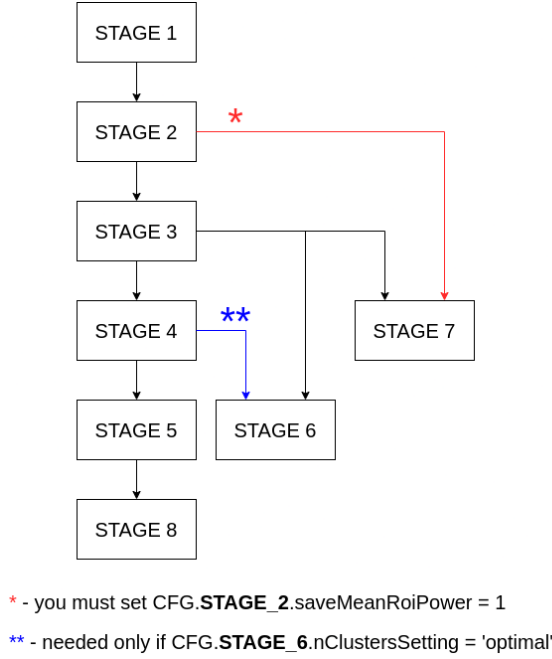 STAGE 1
STAGE 2
*
STAGE 3
STAGE 4
**
STAGE 7
STAGE 5
STAGE 6
STAGE 8
* - you must set CFG.STAGE_2.saveMeanRoiPower = 1
** - needed only if CFG.STAGE_6.nClustersSetting = 'optimal'